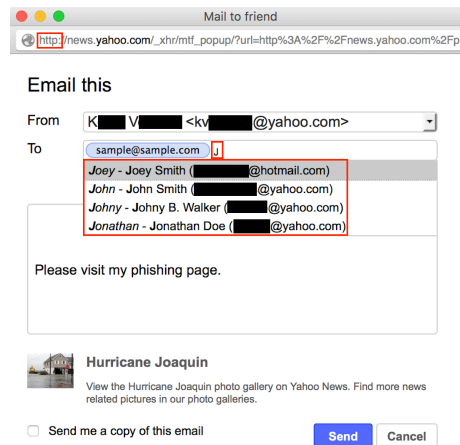 Mail to friend
http://news.yahoo.com/_xhr/mtf_popup/?url=http%3A%2F%2Fnews.yahoo.com%2Fp
Email this
From K V <kv @yahoo.com>
To sample@sample.com J
Joey - Joey Smith ( @hotmail.com)
John - John Smith ( @yahoo.com)
Johny - Johny B. Walker ( @yahoo.com)
Jonathan - Jonathan Doe ( @yahoo.com)
Please visit my phishing page.
Hurricane Joaquin
View the Hurricane Joaquin photo gallery on Yahoo News. Find more news
related pictures in our photo galleries.
Send me a copy of this email
Send Cancel